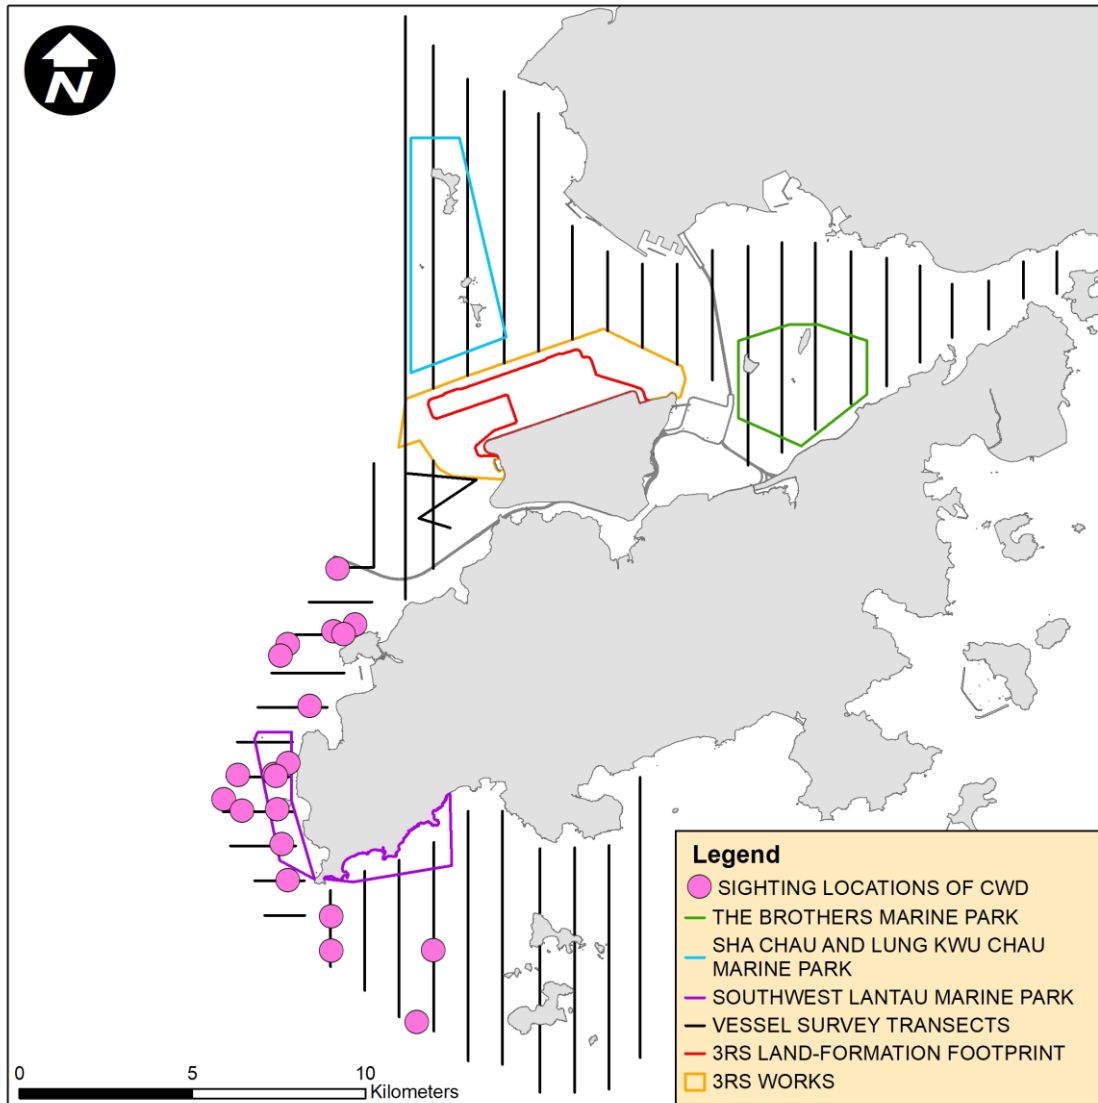 N
Legend
SIGHTING LOCATIONS OF CWD
THE BROTHERS MARINE PARK
SHA CHAU AND LUNG KWU CHAU
MARINE PARK
SOUTHWEST LANTAU MARINE PARK
VESSEL SURVEY TRANSECTS
3RS LAND-FORMATION FOOTPRINT
3RS WORKS
0 5 10
Kilometers